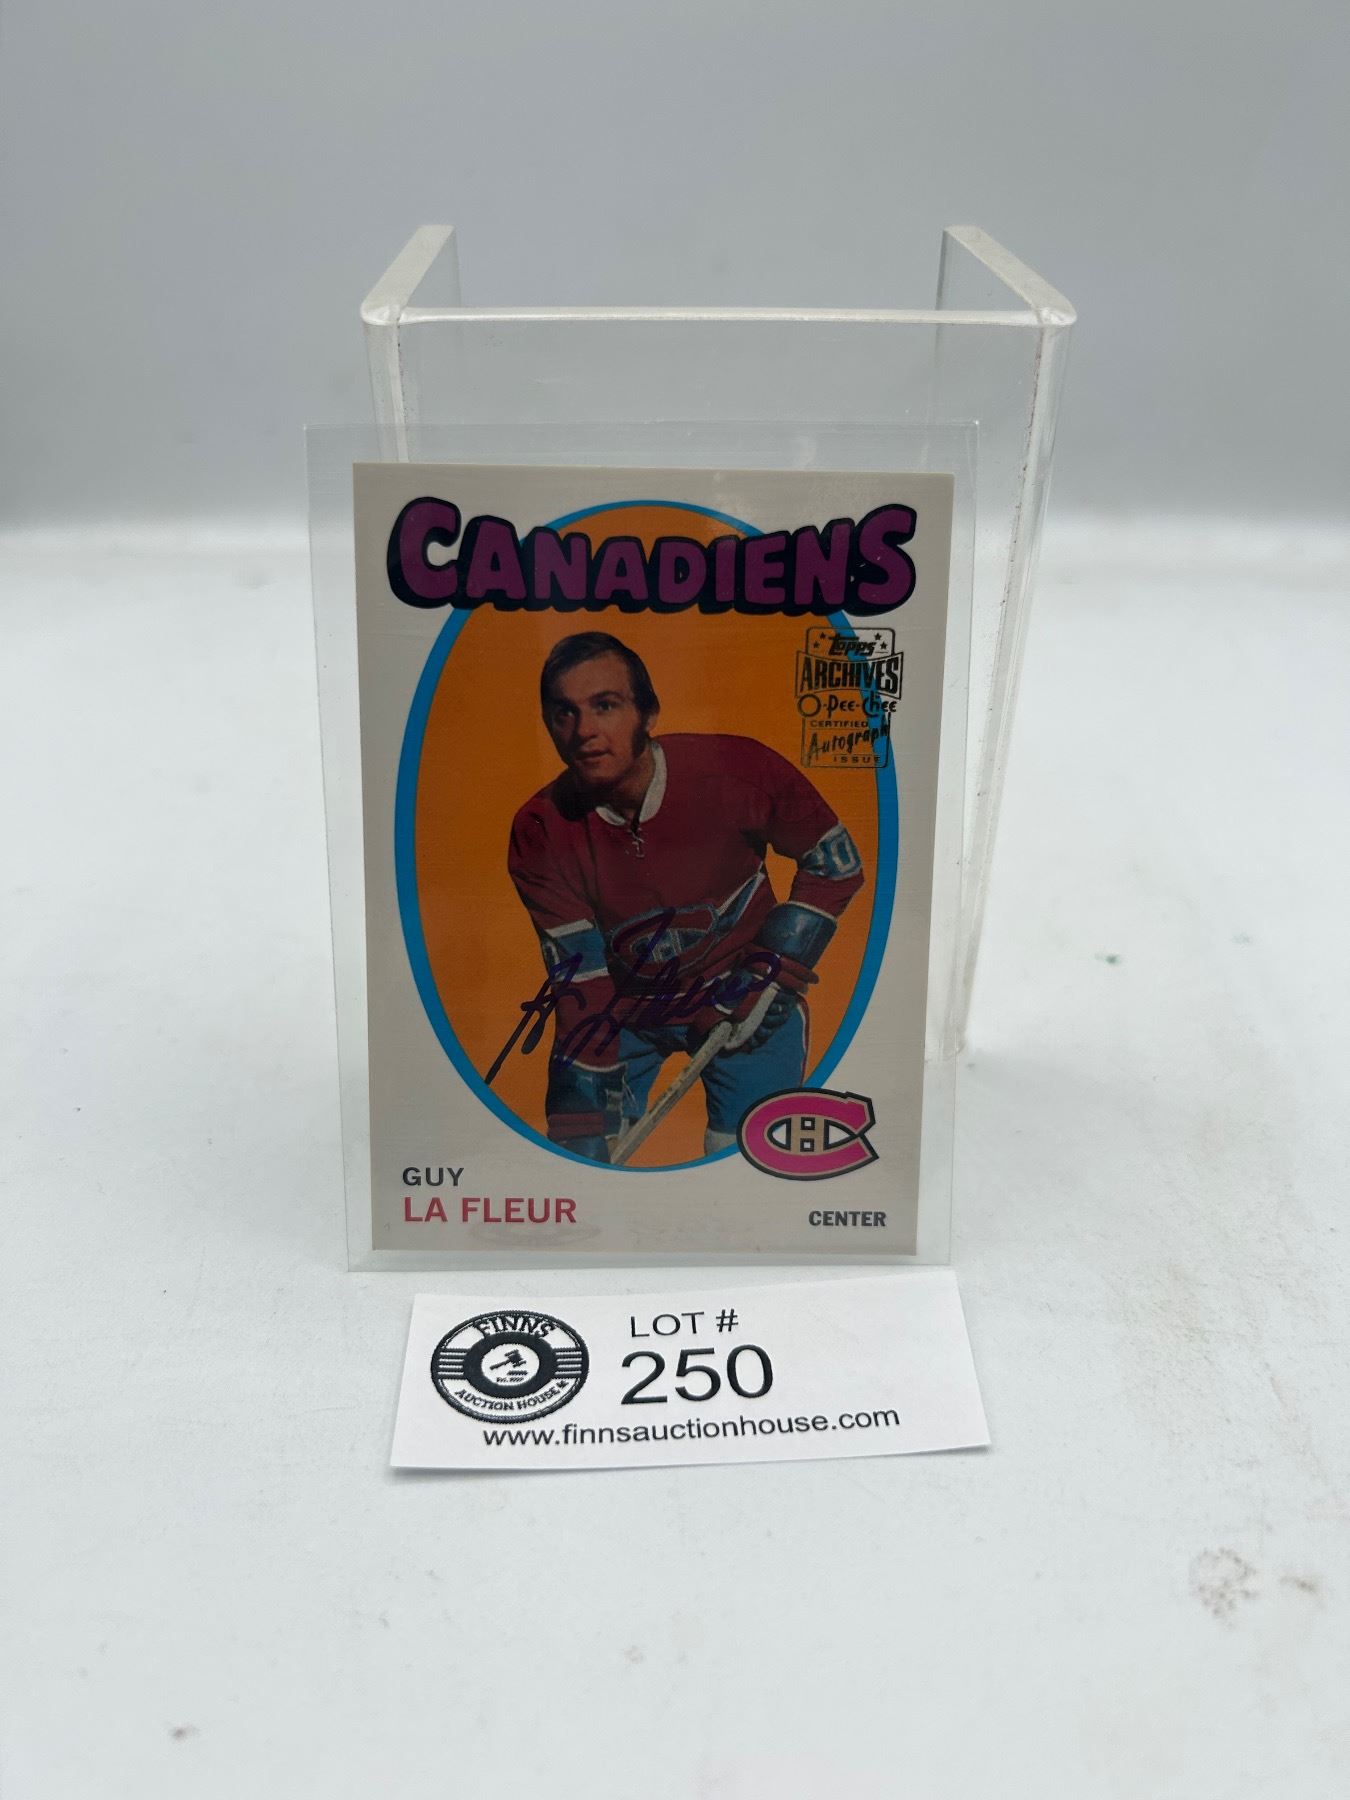 CANADIENS
Topps
ARCHIVES
O-Pee-Chee
CERTIFIED
Autograph
ISSUE
GUY
LA FLEUR
CENTER
FINNS
AUCTION HOUSE
LOT #
250
www.finnsauctionhouse.com